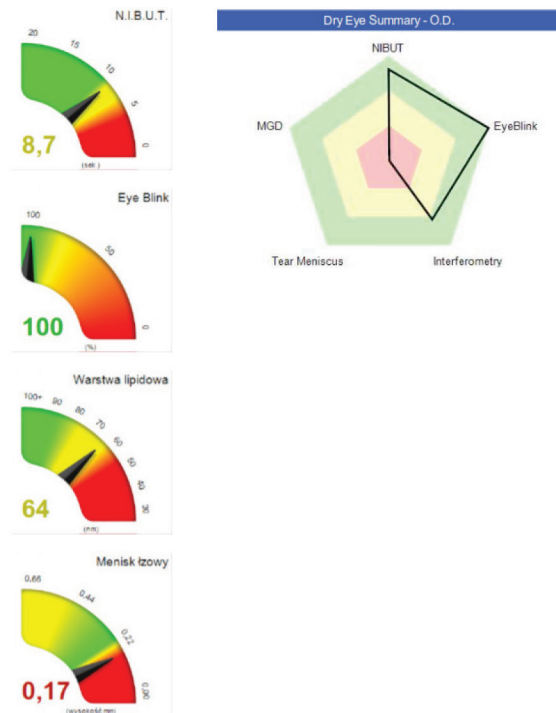 N.I.B.U.T.
20
15
10
5
0
8,7
(sek.)
Eye Blink
100
50
0
100
(%)
Warstwa lipidowa
100+
90
80
70
60
50
40
30
64
(nm)
Menisk łzowy
0,66
0,44
0,22
0,00
0,17
(wysokość mm)
Dry Eye Summary - O.D.
NIBUT
MGD
EyeBlink
Tear Meniscus
Interferometry